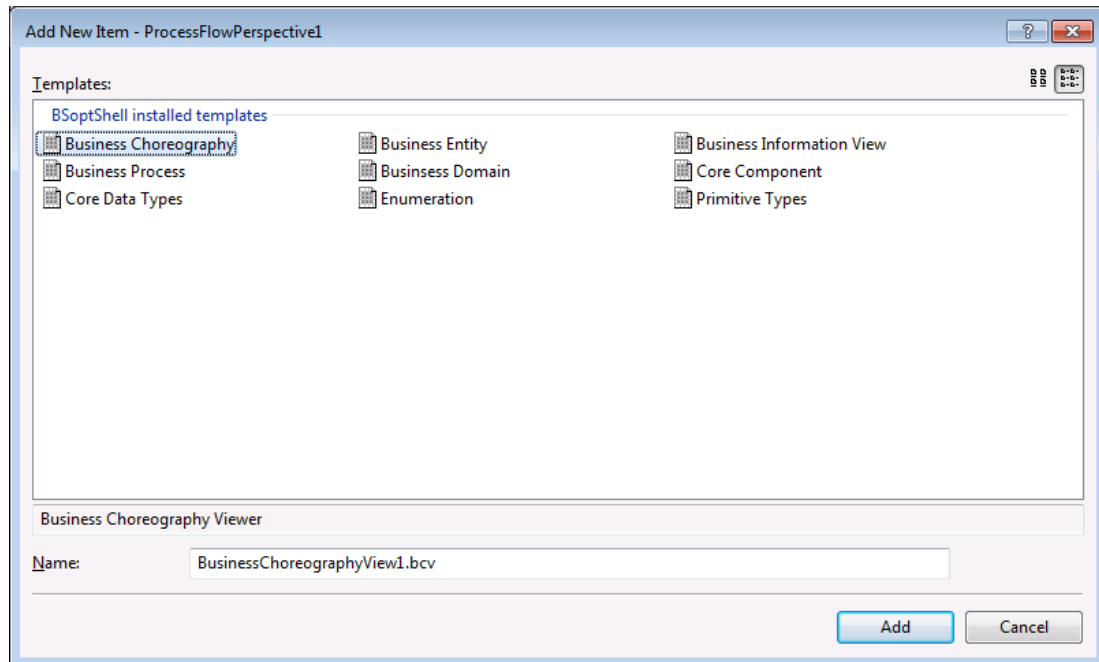 Add New Item - ProcessFlowPerspective1
Templates:
BSoptShell installed templates
Business Choreography Business Entity Business Information View
Business Process Businsess Domain Core Component
Core Data Types Enumeration Primitive Types
Business Choreography Viewer
Name: BusinessChoreographyView1.bcv
Add Cancel